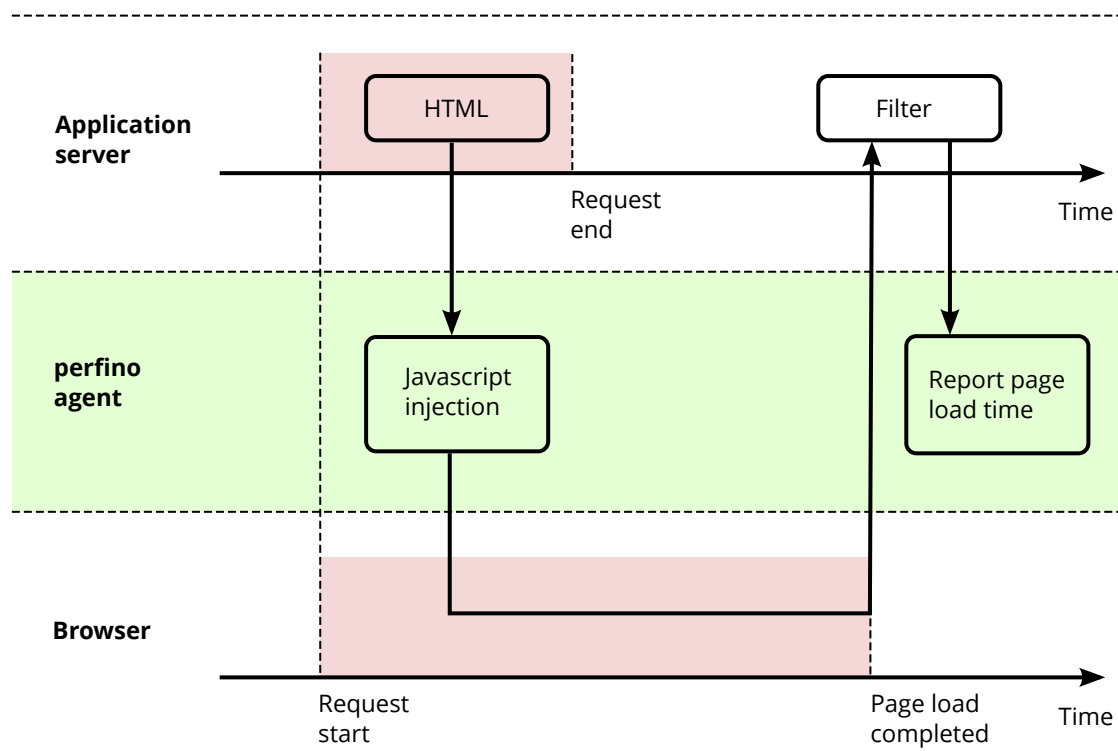 HTML
Filter
Application
server
Request
end
Time
perfino
agent
Javascript
injection
Report page
load time
Browser
Request
start
Page load
completed
Time